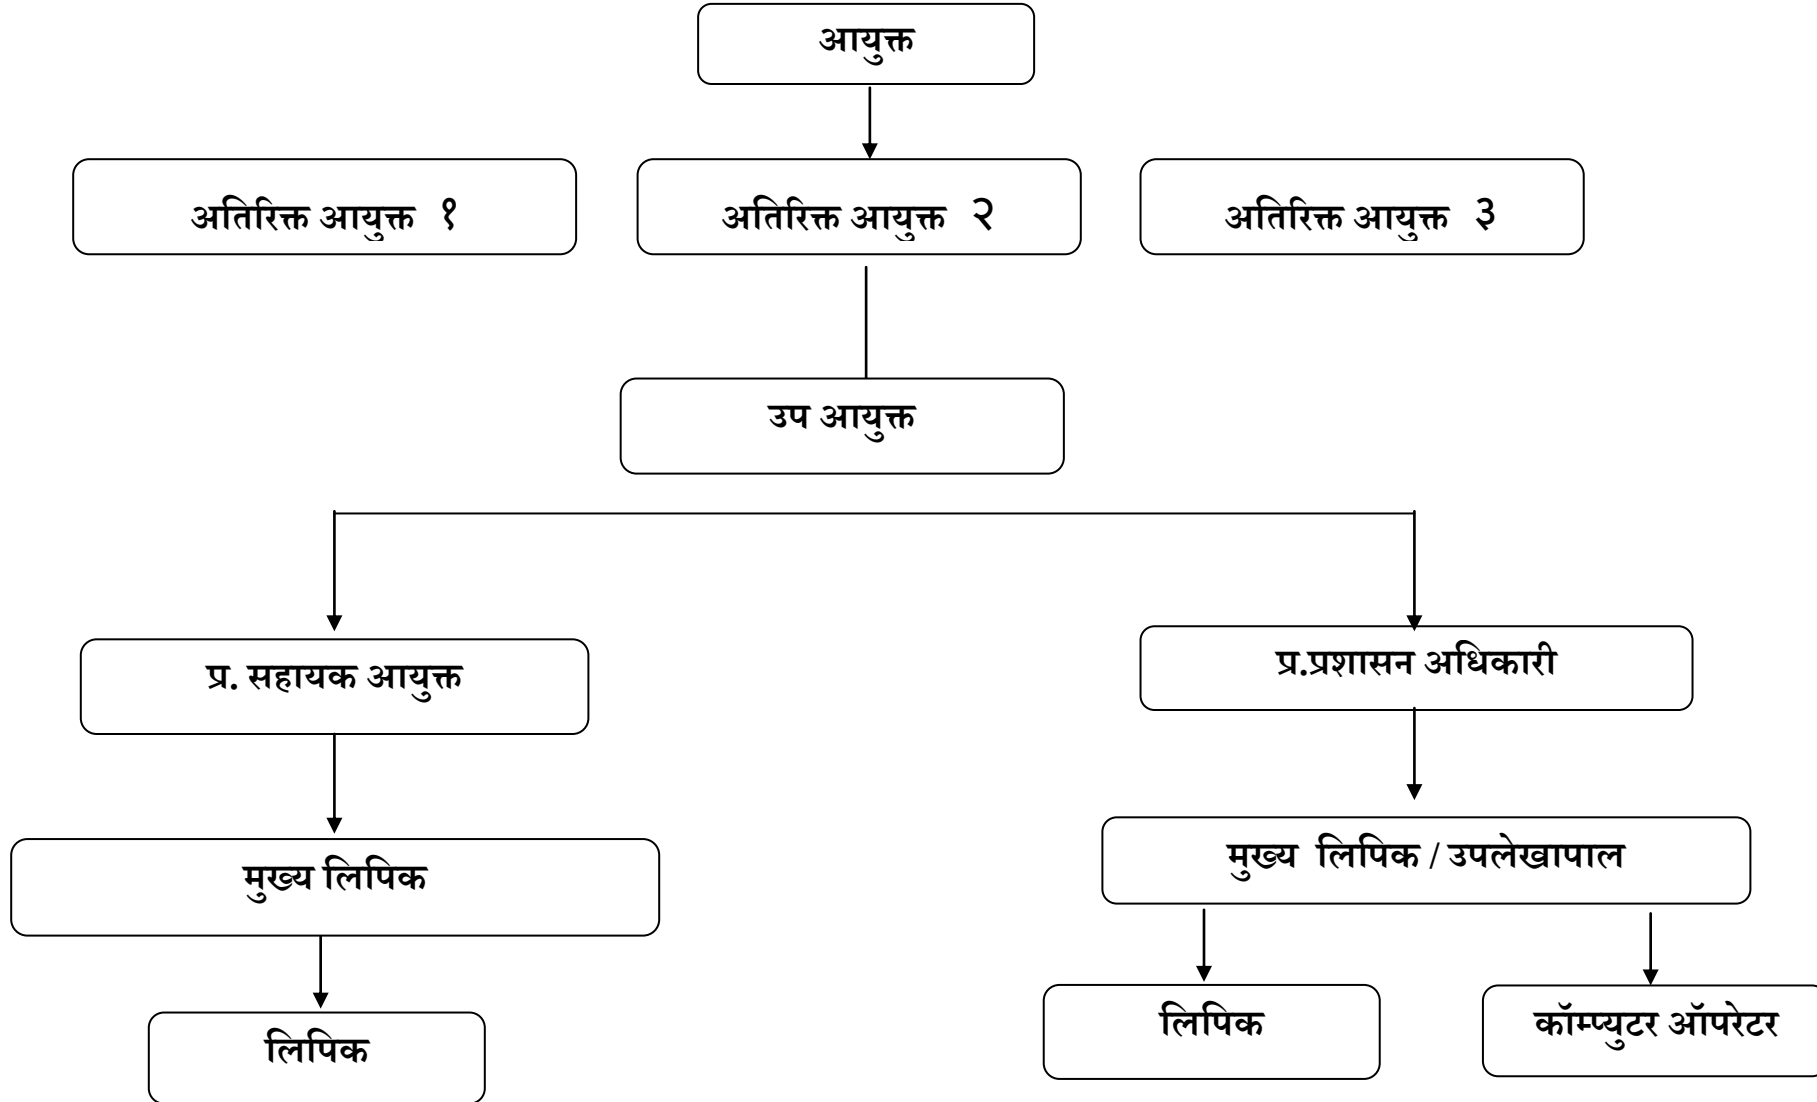 आयुक्त
अतिरिक्त आयुक्त १
अतिरिक्त आयुक्त २
अतिरिक्त आयुक्त ३
उप आयुक्त
प्र. सहायक आयुक्त
प्र.प्रशासन अधिकारी
मुख्य लिपिक
मुख्य लिपिक / उपलेखापाल
लिपिक
लिपिक
कॉम्प्युटर ऑपरेटर